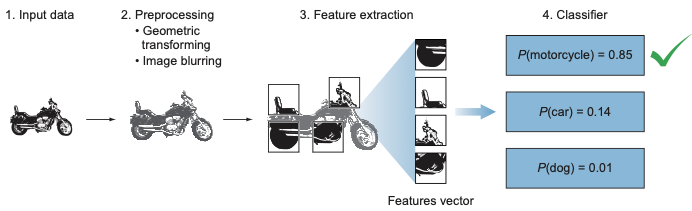 1. Input data
2. Preprocessing
• Geometric
transforming
• Image blurring
3. Feature extraction
Features vector
4. Classifier
P(motorcycle) = 0.85
P(car) = 0.14
P(dog) = 0.01